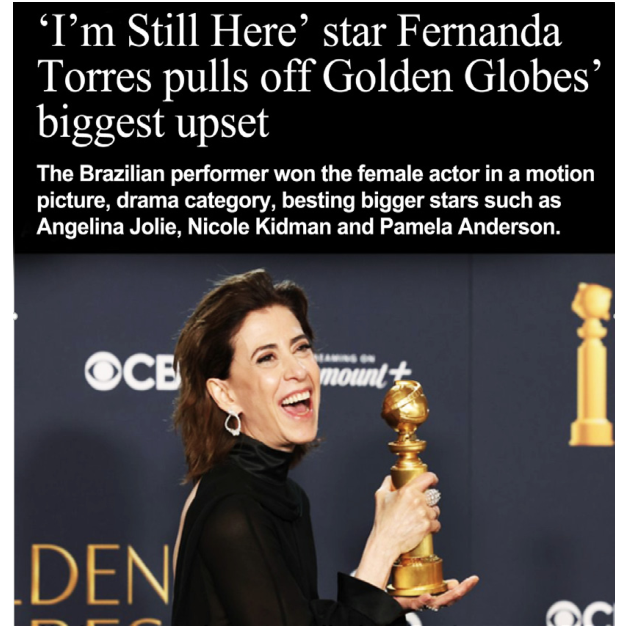 ‘I’m Still Here’ star Fernanda
Torres pulls off Golden Globes’
biggest upset
The Brazilian performer won the female actor in a motion
picture, drama category, besting bigger stars such as
Angelina Jolie, Nicole Kidman and Pamela Anderson.
CB
EAMING ON
mount+
DEN
C